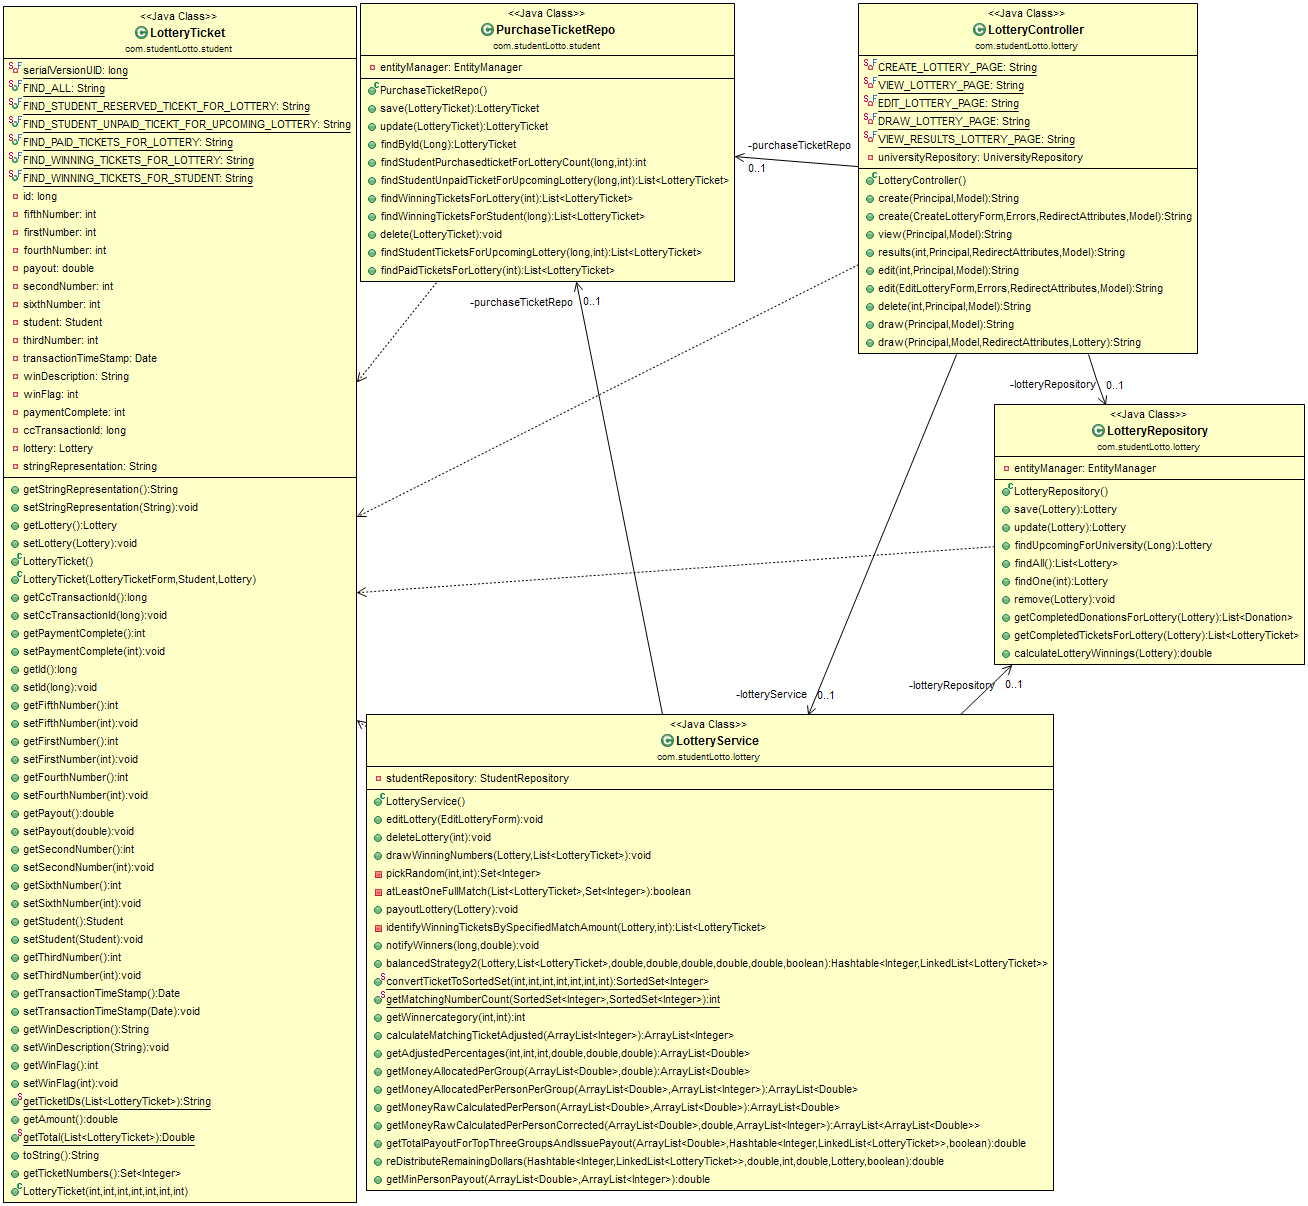 <<Java Class>>
LotteryTicket
com.studentLotto.student
serialVersionUID: long
FIND_ALL: String
FIND_STUDENT_RESERVED_TICEKT_FOR_LOTTERY: String
FIND_STUDENT_UNPAID_TICEKT_FOR_UPCOMING_LOTTERY: String
FIND_PAID_TICKETS_FOR_LOTTERY: String
FIND_WINNING_TICKETS_FOR_LOTTERY: String
FIND_WINNING_TICKETS_FOR_STUDENT: String
id: long
fifthNumber: int
firstNumber: int
fourthNumber: int
payout: double
secondNumber: int
sixthNumber: int
student: Student
thirdNumber: int
transactionTimeStamp: Date
winDescription: String
winFlag: int
paymentComplete: int
ccTransactionId: long
lottery: Lottery
stringRepresentation: String
getStringRepresentation():String
setStringRepresentation(String):void
getLottery():Lottery
setLottery(Lottery):void
LotteryTicket()
LotteryTicket(LotteryTicketForm,Student,Lottery)
getCcTransactionId():long
setCcTransactionId(long):void
getPaymentComplete():int
setPaymentComplete(int):void
getId():long
setId(long):void
getFifthNumber():int
setFifthNumber(int):void
getFirstNumber():int
setFirstNumber(int):void
getFourthNumber():int
setFourthNumber(int):void
getPayout():double
setPayout(double):void
getSecondNumber():int
setSecondNumber(int):void
getSixthNumber():int
setSixthNumber(int):void
getStudent():Student
setStudent(Student):void
getThirdNumber():int
setThirdNumber(int):void
getTransactionTimeStamp():Date
setTransactionTimeStamp(Date):void
getWinDescription():String
setWinDescription(String):void
getWinFlag():int
setWinFlag(int):void
getTicketIDs(List<LotteryTicket>):String
getAmount():double
getTotal(List<LotteryTicket>):Double
toString():String
getTicketNumbers():Set<Integer>
LotteryTicket(int,int,int,int,int,int,int)
<<Java Class>>
PurchaseTicketRepo
com.studentLotto.student
entityManager: EntityManager
PurchaseTicketRepo()
save(LotteryTicket):LotteryTicket
update(LotteryTicket):LotteryTicket
findById(Long):LotteryTicket
findStudentPurchasedticketForLotteryCount(long,int):int
findStudentUnpaidTicketForUpcomingLottery(long,int):List<LotteryTicket>
findWinningTicketsForLottery(int):List<LotteryTicket>
findWinningTicketsForStudent(long):List<LotteryTicket>
delete(LotteryTicket):void
findStudentTicketsForUpcomingLottery(long,int):List<LotteryTicket>
findPaidTicketsForLottery(int):List<LotteryTicket>
-purchaseTicketRepo
0..1
-purchaseTicketRepo
0..1
<<Java Class>>
LotteryController
com.studentLotto.lottery
CREATE_LOTTERY_PAGE: String
VIEW_LOTTERY_PAGE: String
EDIT_LOTTERY_PAGE: String
DRAW_LOTTERY_PAGE: String
VIEW_RESULTS_LOTTERY_PAGE: String
universityRepository: UniversityRepository
LotteryController()
create(Principal,Model):String
create(CreateLotteryForm,Errors,RedirectAttributes,Model):String
view(Principal,Model):String
results(int,Principal,RedirectAttributes,Model):String
edit(int,Principal,Model):String
edit(EditLotteryForm,Errors,RedirectAttributes,Model):String
delete(int,Principal,Model):String
draw(Principal,Model):String
draw(Principal,Model,RedirectAttributes,Lottery):String
-lotteryRepository
0..1
<<Java Class>>
LotteryRepository
com.studentLotto.lottery
entityManager: EntityManager
LotteryRepository()
save(Lottery):Lottery
update(Lottery):Lottery
findUpcomingForUniversity(Long):Lottery
findAll():List<Lottery>
findOne(int):Lottery
remove(Lottery):void
getCompletedDonationsForLottery(Lottery):List<Donation>
getCompletedTicketsForLottery(Lottery):List<LotteryTicket>
calculateLotteryWinnings(Lottery):double
-lotteryService
0..1
-lotteryRepository
0..1
<<Java Class>>
LotteryService
com.studentLotto.lottery
studentRepository: StudentRepository
LotteryService()
editLottery(EditLotteryForm):void
deleteLottery(int):void
drawWinningNumbers(Lottery,List<LotteryTicket>):void
pickRandom(int,int):Set<Integer>
atLeastOneFullMatch(List<LotteryTicket>,Set<Integer>):boolean
payoutLottery(Lottery):void
identifyWinningTicketsBySpecifiedMatchAmount(Lottery,int):List<LotteryTicket>
notifyWinners(long,double):void
balancedStrategy2(Lottery,List<LotteryTicket>,double,double,double,double,double,boolean):Hashtable<Integer,LinkedList<LotteryTicket>>
convertTicketToSortedSet(int,int,int,int,int,int):SortedSet<Integer>
getMatchingNumberCount(SortedSet<Integer>,SortedSet<Integer>):int
getWinnercategory(int,int):int
calculateMatchingTicketAdjusted(ArrayList<Integer>):ArrayList<Integer>
getAdjustedPercentages(int,int,int,double,double,double):ArrayList<Double>
getMoneyAllocatedPerGroup(ArrayList<Double>,double):ArrayList<Double>
getMoneyAllocatedPerPersonPerGroup(ArrayList<Double>,ArrayList<Integer>):ArrayList<Double>
getMoneyRawCalculatedPerPerson(ArrayList<Double>,ArrayList<Double>):ArrayList<Double>
getMoneyRawCalculatedPerPersonCorrected(ArrayList<Double>,double,ArrayList<Integer>):ArrayList<ArrayList<Double>>
getTotalPayoutForTopThreeGroupsAndIssuePayout(ArrayList<Double>,Hashtable<Integer,LinkedList<LotteryTicket>>,boolean):double
reDistributeRemainingDollars(Hashtable<Integer,LinkedList<LotteryTicket>>,double,int,double,Lottery,boolean):double
getMinPersonPayout(ArrayList<Double>,ArrayList<Integer>):double